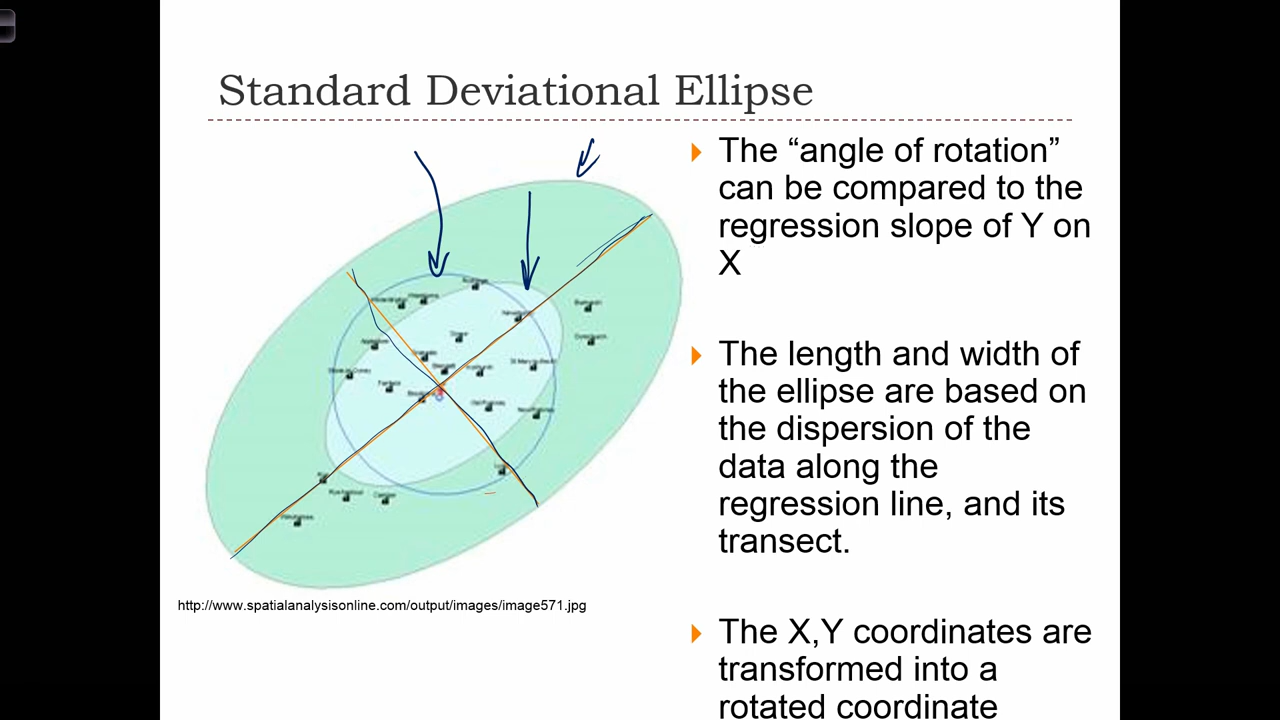 Standard Deviational Ellipse
The “angle of rotation”
can be compared to the
regression slope of Y on
X
The length and width of
the ellipse are based on
the dispersion of the
data along the
regression line, and its
transect.
http://www.spatialanalysisonline.com/output/images/image571.jpg
The X,Y coordinates are
transformed into a
rotated coordinate